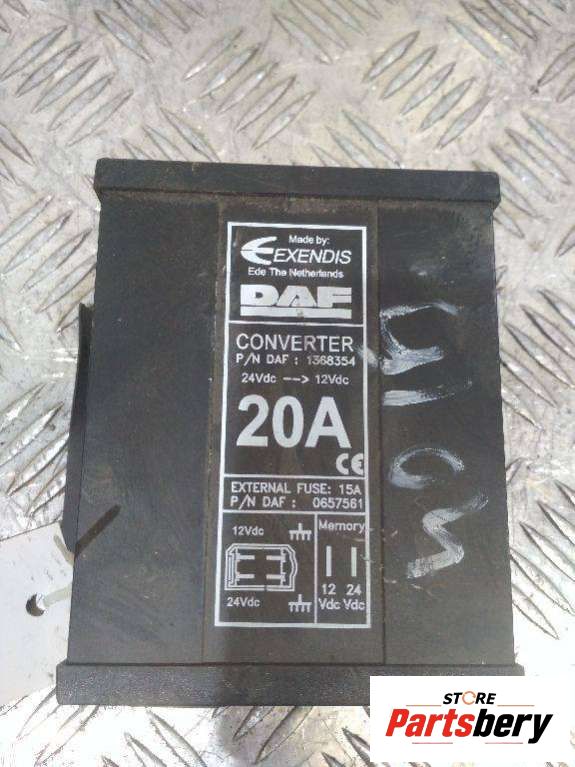 Made by:
EXENDIS
Ede The Netherlands
DAF
CONVERTER
P/N DAF : 1368354
24Vdc --> 12Vdc
20A
CE
EXTERNAL FUSE: 15A
P/N DAF : 0657561
12Vdc
24Vdc
Memory
12 24
Vdc Vdc
STORE
Partsbery